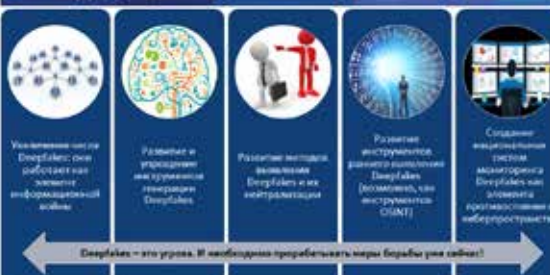 Увеличение числа
Deepfakes: они
работают как
элемент
информационной
войны
Развитие и
упрощение
инструментов
генерации
Deepfakes
Развитие методов
выявления
Deepfakes и их
нейтрализации
Развитие
инструментов
раннего выявления
Deepfakes
(возможно, как
инструментов
OSINT)
Создание
национальных
систем
мониторинга
Deepfakes как
элемента
противостояния в
киберпространстве
Deepfakes – это угроза. И необходимо прорабатывать меры борьбы уже сейчас!